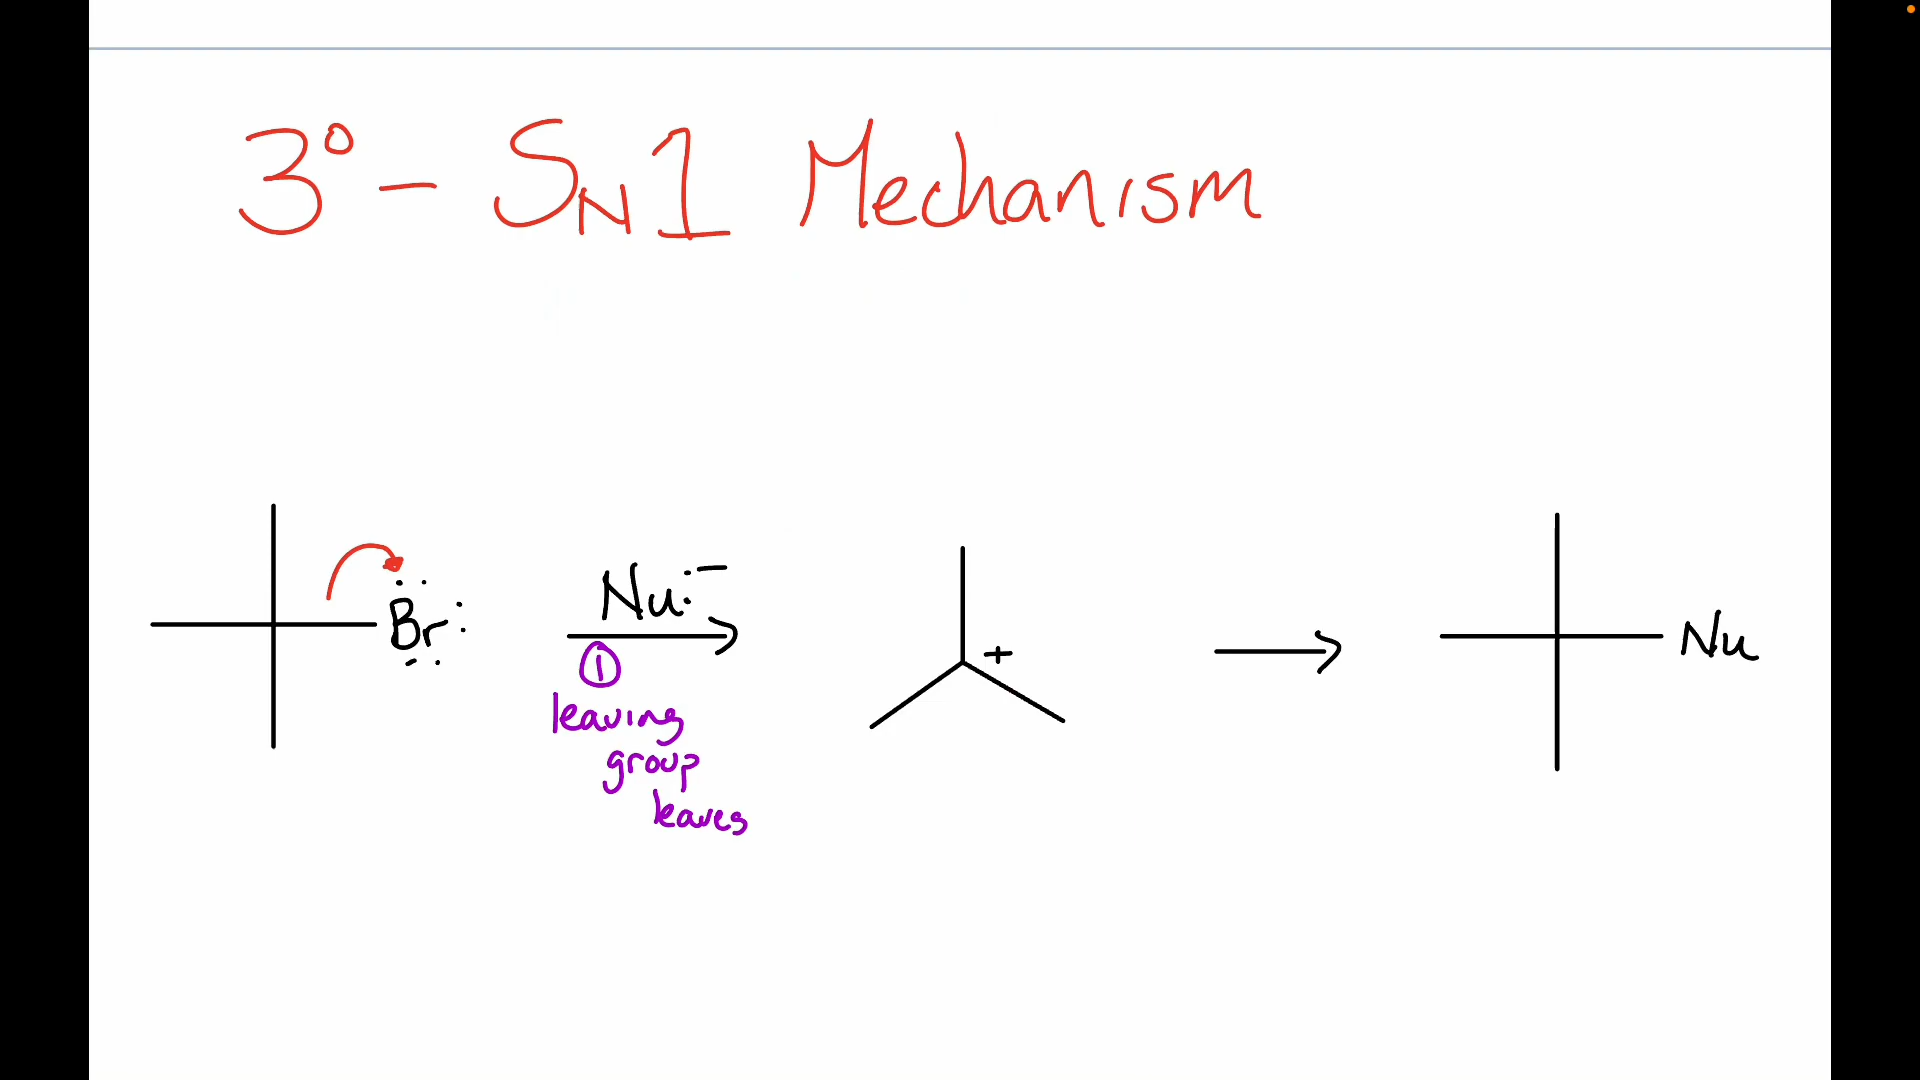 3° - SN1 Mechanism
Br
Nu:⁻
+
Nu
①
leaving
group
leaves